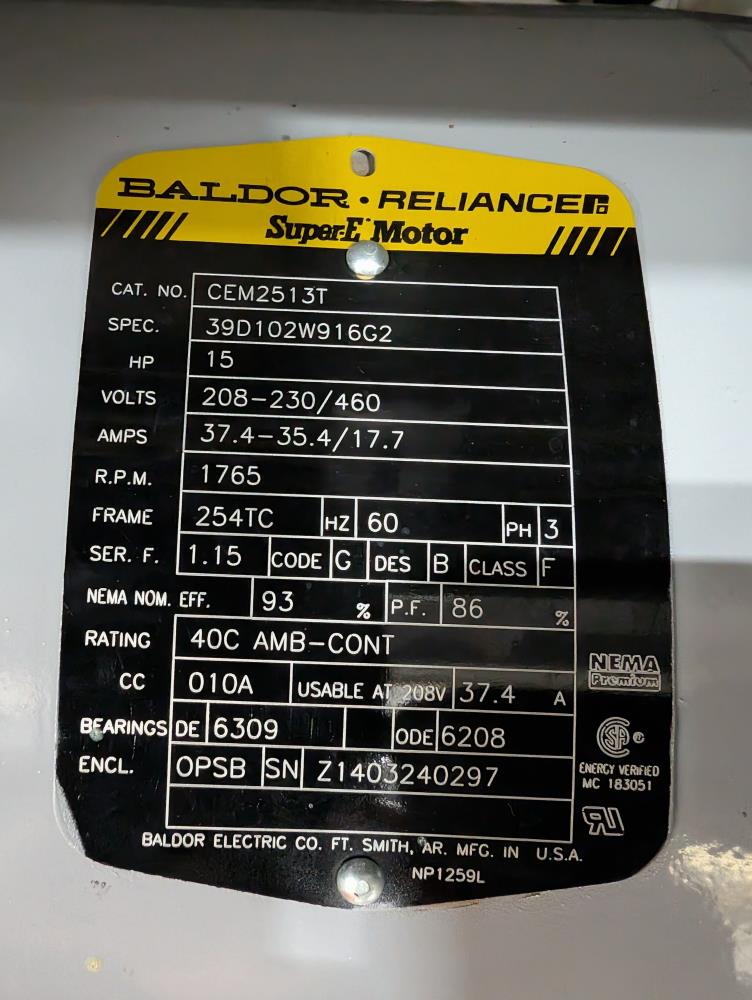 BALDOR • RELIANCE
Super-E Motor
CAT. NO. CEM2513T
SPEC. 39D102W916G2
HP 15
VOLTS 208-230/460
AMPS 37.4-35.4/17.7
R.P.M. 1765
FRAME 254TC HZ 60 PH 3
SER. F. 1.15 CODE G DES B CLASS F
NEMA NOM. EFF. 93 % P.F. 86 %
RATING 40C AMB-CONT
CC 010A USABLE AT 208V 37.4 A
BEARINGS DE 6309 ODE 6208
ENCL. OPSB SN Z1403240297
NEMA
Premium
SA
ENERGY VERIFIED
MC 183051
BALDOR ELECTRIC CO. FT. SMITH, AR. MFG. IN U.S.A.
NP1259L